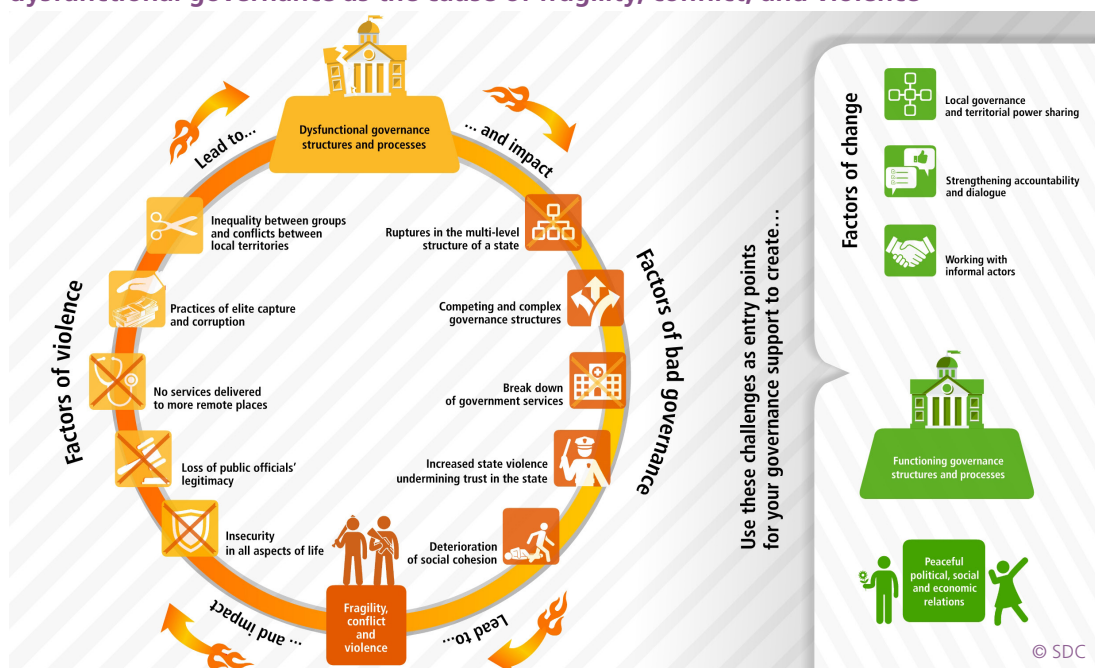 dysfunctional governance as the cause of fragility, conflict, and violence
Dysfunctional governance
structures and processes
Lead to...
... and impact
Factors of violence
Inequality between groups
and conflicts between
local territories
Practices of elite capture
and corruption
No services delivered
to more remote places
Loss of public officials'
legitimacy
Insecurity
in all aspects of life
Ruptures in the multi-level
structure of a state
Competing and complex
governance structures
Break down
of government services
Increased state violence
undermining trust in the state
Deterioration
of social cohesion
Factors of bad governance
Fragility,
conflict
and
violence
... and impact
Lead to...
Use these challenges as entry points
for your governance support to create...
Factors of change
Local governance
and territorial power sharing
Strengthening accountability
and dialogue
Working with
informal actors
Functioning governance
structures and processes
Peaceful
political, social
and economic
relations
© SDC